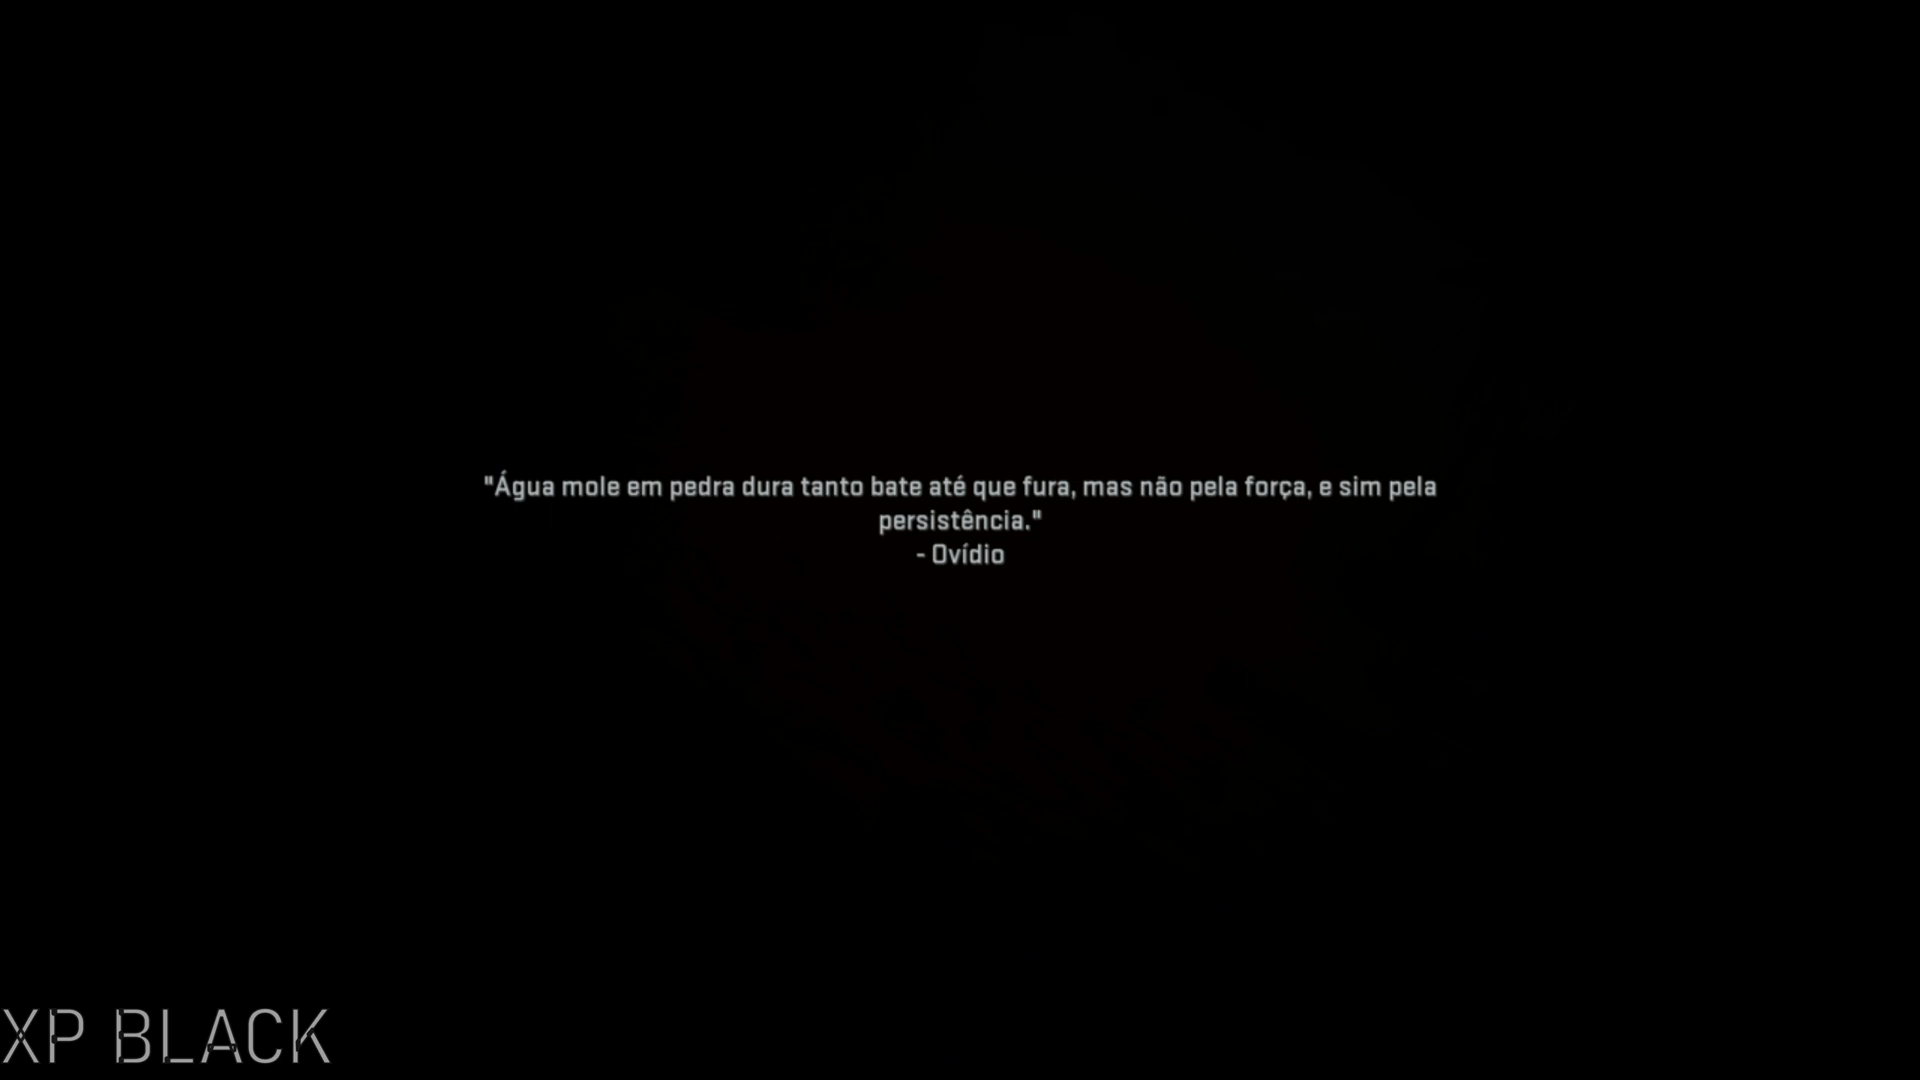 "Água mole em pedra dura tanto bate até que fura, mas não pela força, e sim pela
persistência."
- Ovídio
XP BLACK